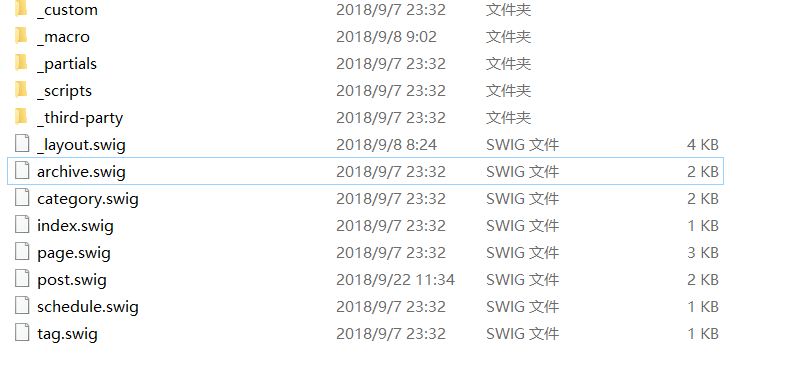 _custom 2018/9/7 23:32 文件夹
_macro 2018/9/8 9:02 文件夹
_partials 2018/9/7 23:32 文件夹
_scripts 2018/9/7 23:32 文件夹
_third-party 2018/9/7 23:32 文件夹
_layout.swig 2018/9/8 8:24 SWIG 文件 4 KB
archive.swig 2018/9/7 23:32 SWIG 文件 2 KB
category.swig 2018/9/7 23:32 SWIG 文件 2 KB
index.swig 2018/9/7 23:32 SWIG 文件 1 KB
page.swig 2018/9/7 23:32 SWIG 文件 3 KB
post.swig 2018/9/22 11:34 SWIG 文件 2 KB
schedule.swig 2018/9/7 23:32 SWIG 文件 1 KB
tag.swig 2018/9/7 23:32 SWIG 文件 1 KB